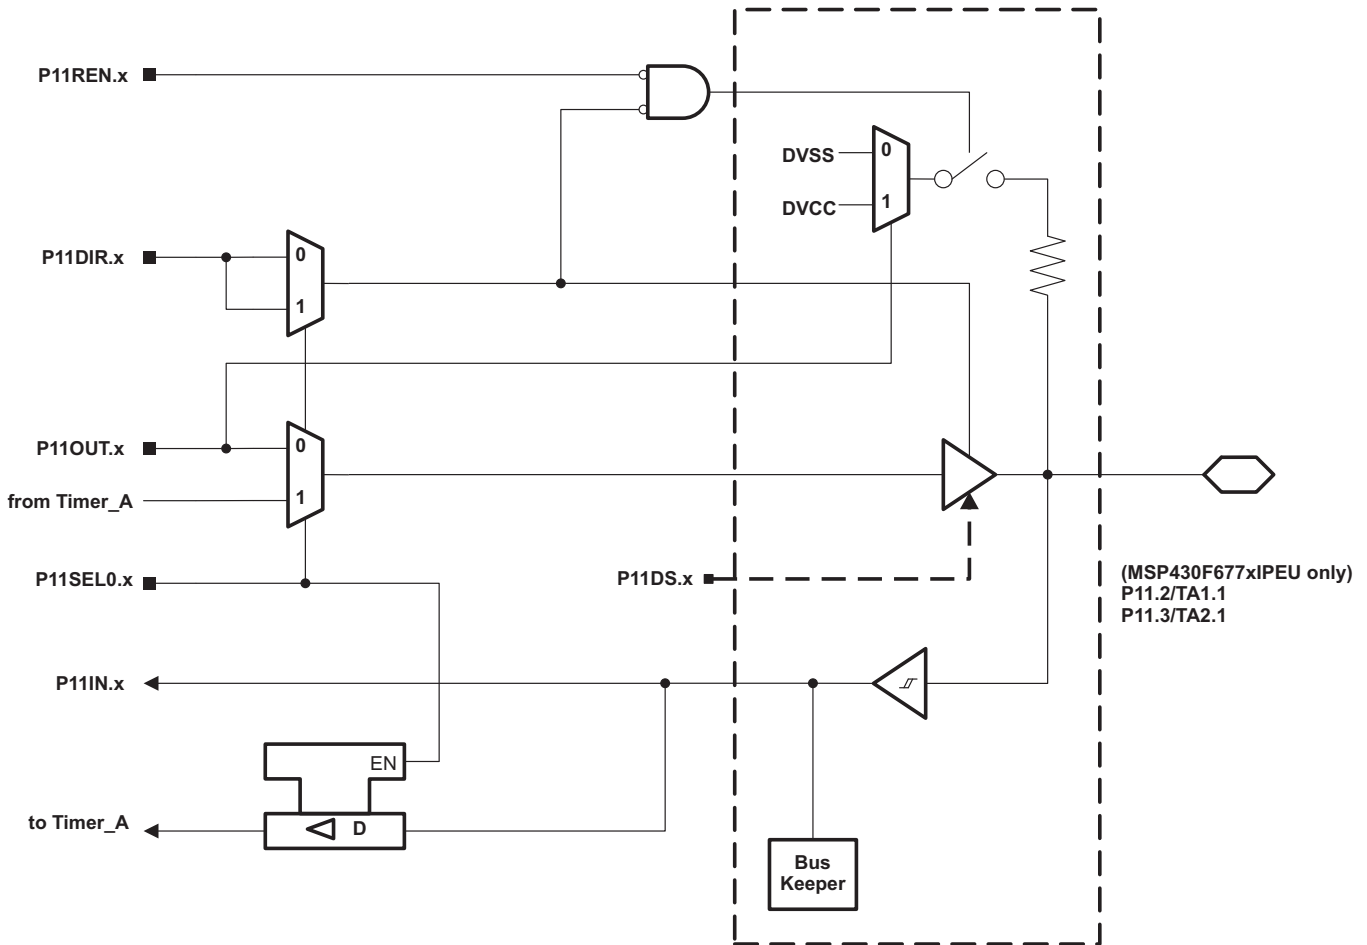 P11REN.x
DVSS
0
DVCC
1
P11DIR.x
0
1
P11OUT.x
0
from Timer_A
1
P11SEL0.x
P11DS.x
(MSP430F677xIPEU only)
P11.2/TA1.1
P11.3/TA2.1
P11IN.x
EN
to Timer_A
D
Bus
Keeper